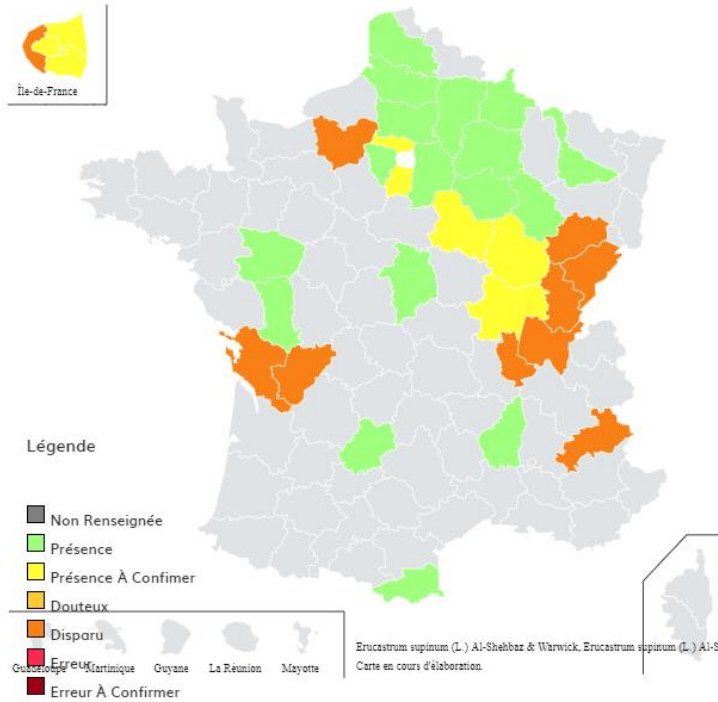 Île-de-France
Légende
Non Renseignée
Présence
Présence À Confimer
Douteux
Disparu
Erreur
Erreur À Confirmer
Guadeloupe
Martinique
Guyane
La Réunion
Mayotte
Erucastrum supinum (L.) Al-Shehbaz & Warwick, Erucastrum supinum (L.) Al-S
Carte en cours d'élaboration.